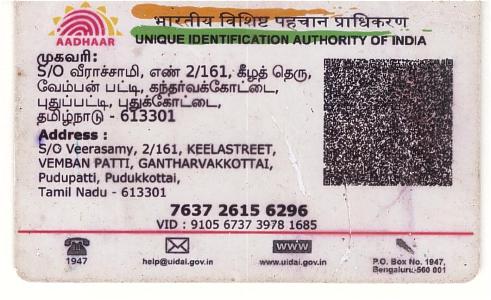 भारतीय विशिष्ट पहचान प्राधिकरण
AADHAAR
UNIQUE IDENTIFICATION AUTHORITY OF INDIA
முகவரி:
S/O வீராச்சாமி, எண் 2/161, கீழத் தெரு,
வேம்பன் பட்டி, கந்தர்வக்கோட்டை,
புதுப்பட்டி, புதுக்கோட்டை,
தமிழ்நாடு - 613301
Address :
S/O Veerasamy, 2/161, KEELASTREET,
VEMBAN PATTI, GANTHARVAKKOTTAI,
Pudupatti, Pudukkottai,
Tamil Nadu - 613301
7637 2615 6296
VID : 9105 6737 3978 1685
1947
help@uidai.gov.in
www
www.uidai.gov.in
P.O. Box No. 1947,
Bengaluru-560 001